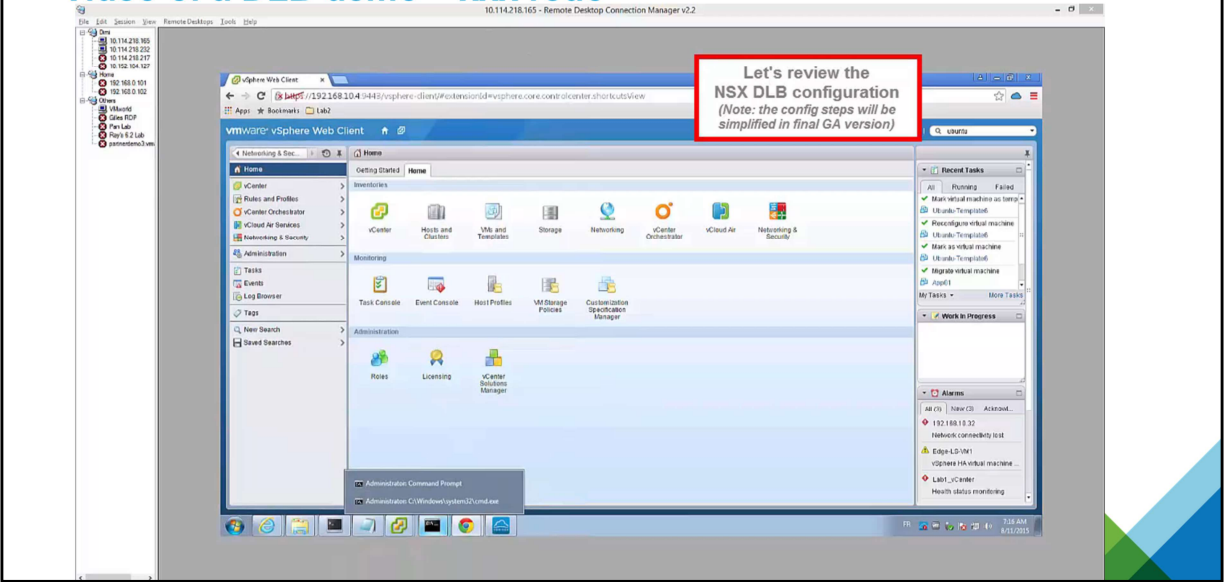 10.114.218.165 - Remote Desktop Connection Manager v2.2
File Edit Session View Remote Desktops Tools Help
Dmi
10.114.218.165
10.114.218.232
10.114.218.217
10.152.104.127
Home
192.168.0.101
192.168.0.102
Others
VMworld
Giles RDP
Pan Lab
Ray's 6.2 Lab
partnerdemo3.vm
vSphere Web Client
Let's review the
NSX DLB configuration
(Note: the config steps will be
simplified in final GA version)
https://192.168.10.4:9443/vsphere-client/#extensionId=vsphere.core.controlcenter.shortcutsView
Apps Bookmarks Lab2
vmware vSphere Web Client
ubuntu
Networking & Sec...
Home
Home
vCenter
Rules and Profiles
vCenter Orchestrator
vCloud Air Services
Networking & Security
Administration
Tasks
Events
Log Browser
Tags
New Search
Saved Searches
Getting Started Home
Inventories
vCenter
Hosts and Clusters
VMs and Templates
Storage
Networking
vCenter Orchestrator
vCloud Air
Networking & Security
Monitoring
Task Console
Event Console
Host Profiles
VM Storage Policies
Customization Specification Manager
Administration
Roles
Licensing
vCenter Solutions Manager
Recent Tasks
All Running Failed
Mark virtual machine as temp
Ubuntu-Template6
Reconfigure virtual machine
Ubuntu-Template6
Mark as virtual machine
Ubuntu-Template6
Migrate virtual machine
App01
My Tasks More Tasks
Work In Progress
Alarms
All (3) New (3) Acknowl...
192.168.10.32
Network connectivity lost
Edge-LS-VM1
vSphere HA virtual machine ...
Lab1_vCenter
Health status monitoring
Administrator: Command Prompt
Administrator: C:\Windows\system32\cmd.exe
FR
7:16 AM
8/11/2015